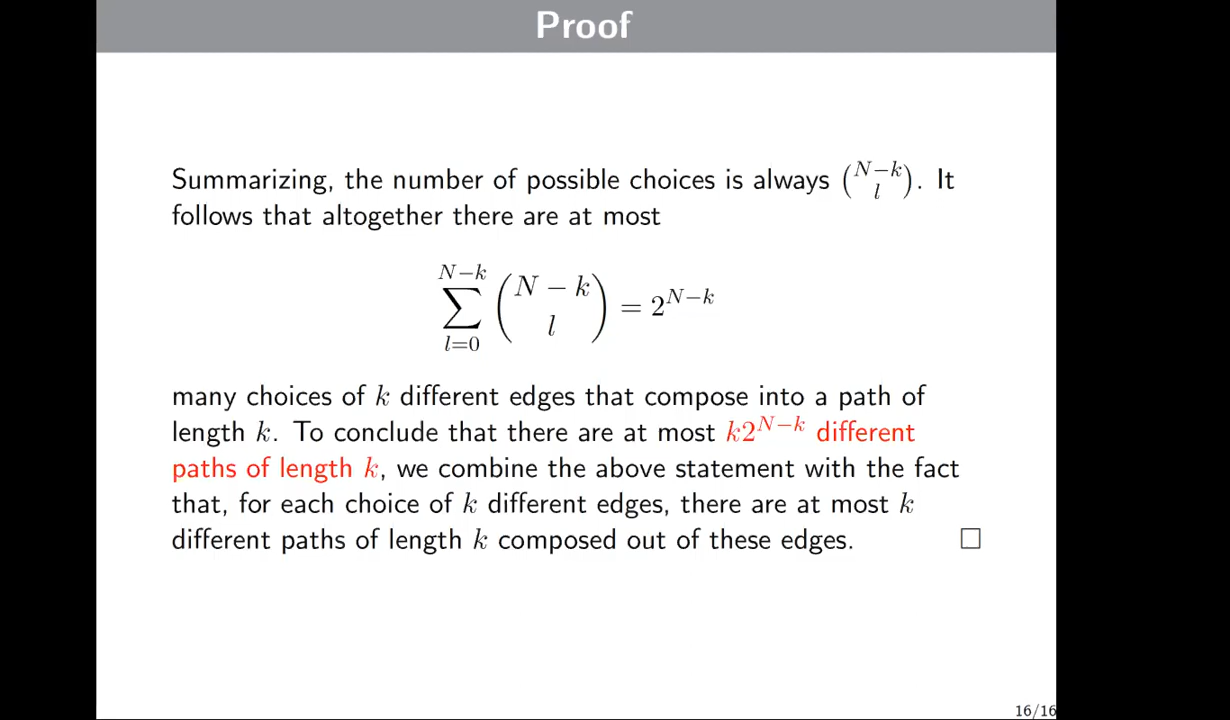 Proof
Summarizing, the number of possible choices is always $\binom{N-k}{l}$. It
follows that altogether there are at most
$$\sum_{l=0}^{N-k} \binom{N-k}{l} = 2^{N-k}$$
many choices of $k$ different edges that compose into a path of
length $k$. To conclude that there are at most $k2^{N-k}$ different
paths of length $k$, we combine the above statement with the fact
that, for each choice of $k$ different edges, there are at most $k$
different paths of length $k$ composed out of these edges. □
16/16